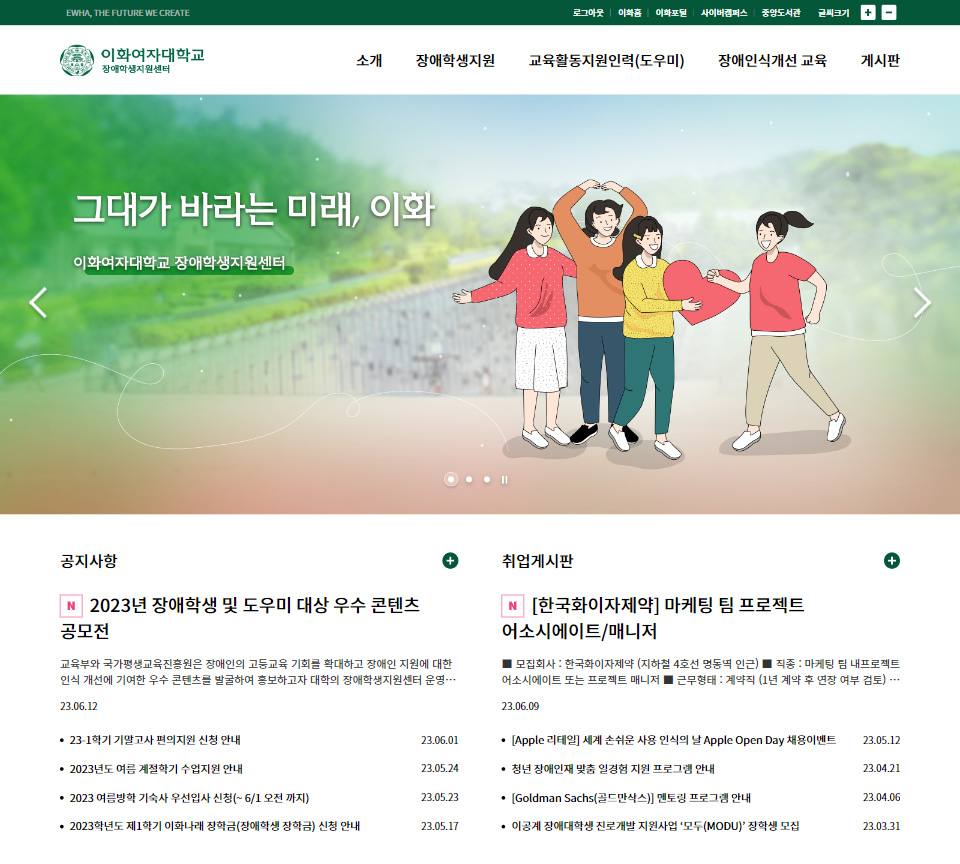 EWHA, THE FUTURE WE CREATE
로그아웃 이화홈 이화포털 사이버캠퍼스 중앙도서관 글씨크기
이화여자대학교
장애학생지원센터
소개 장애학생지원 교육활동지원인력(도우미) 장애인식개선 교육 게시판
그대가 바라는 미래, 이화
이화여자대학교 장애학생지원센터
공지사항
N 2023년 장애학생 및 도우미 대상 우수 콘텐츠
공모전
교육부와 국가평생교육진흥원은 장애인의 고등교육 기회를 확대하고 장애인 지원에 대한
인식 개선에 기여한 우수 콘텐츠를 발굴하여 홍보하고자 대학의 장애학생지원센터 운영…
23.06.12
• 23-1학기 기말고사 편의지원 신청 안내 23.06.01
• 2023년도 여름 계절학기 수업지원 안내 23.05.24
• 2023 여름방학 기숙사 우선입사 신청(~ 6/1 오전 까지) 23.05.23
• 2023학년도 제1학기 이화나래 장학금(장애학생 장학금) 신청 안내 23.05.17
취업게시판
N [한국화이자제약] 마케팅 팀 프로젝트
어소시에이트/매니저
■ 모집회사 : 한국화이자제약 (지하철 4호선 명동역 인근) ■ 직종 : 마케팅 팀 내프로젝트
어소시에이트 또는 프로젝트 매니저 ■ 근무형태 : 계약직 (1년 계약 후 연장 여부 검토) …
23.06.09
• [Apple 리테일] 세계 손쉬운 사용 인식의 날 Apple Open Day 채용이벤트 23.05.12
• 청년 장애인재 맞춤 일경험 지원 프로그램 안내 23.04.21
• [Goldman Sachs(골드만삭스)] 멘토링 프로그램 안내 23.04.06
• 이공계 장애대학생 진로개발 지원사업 ‘모두(MODU)’ 장학생 모집 23.03.31